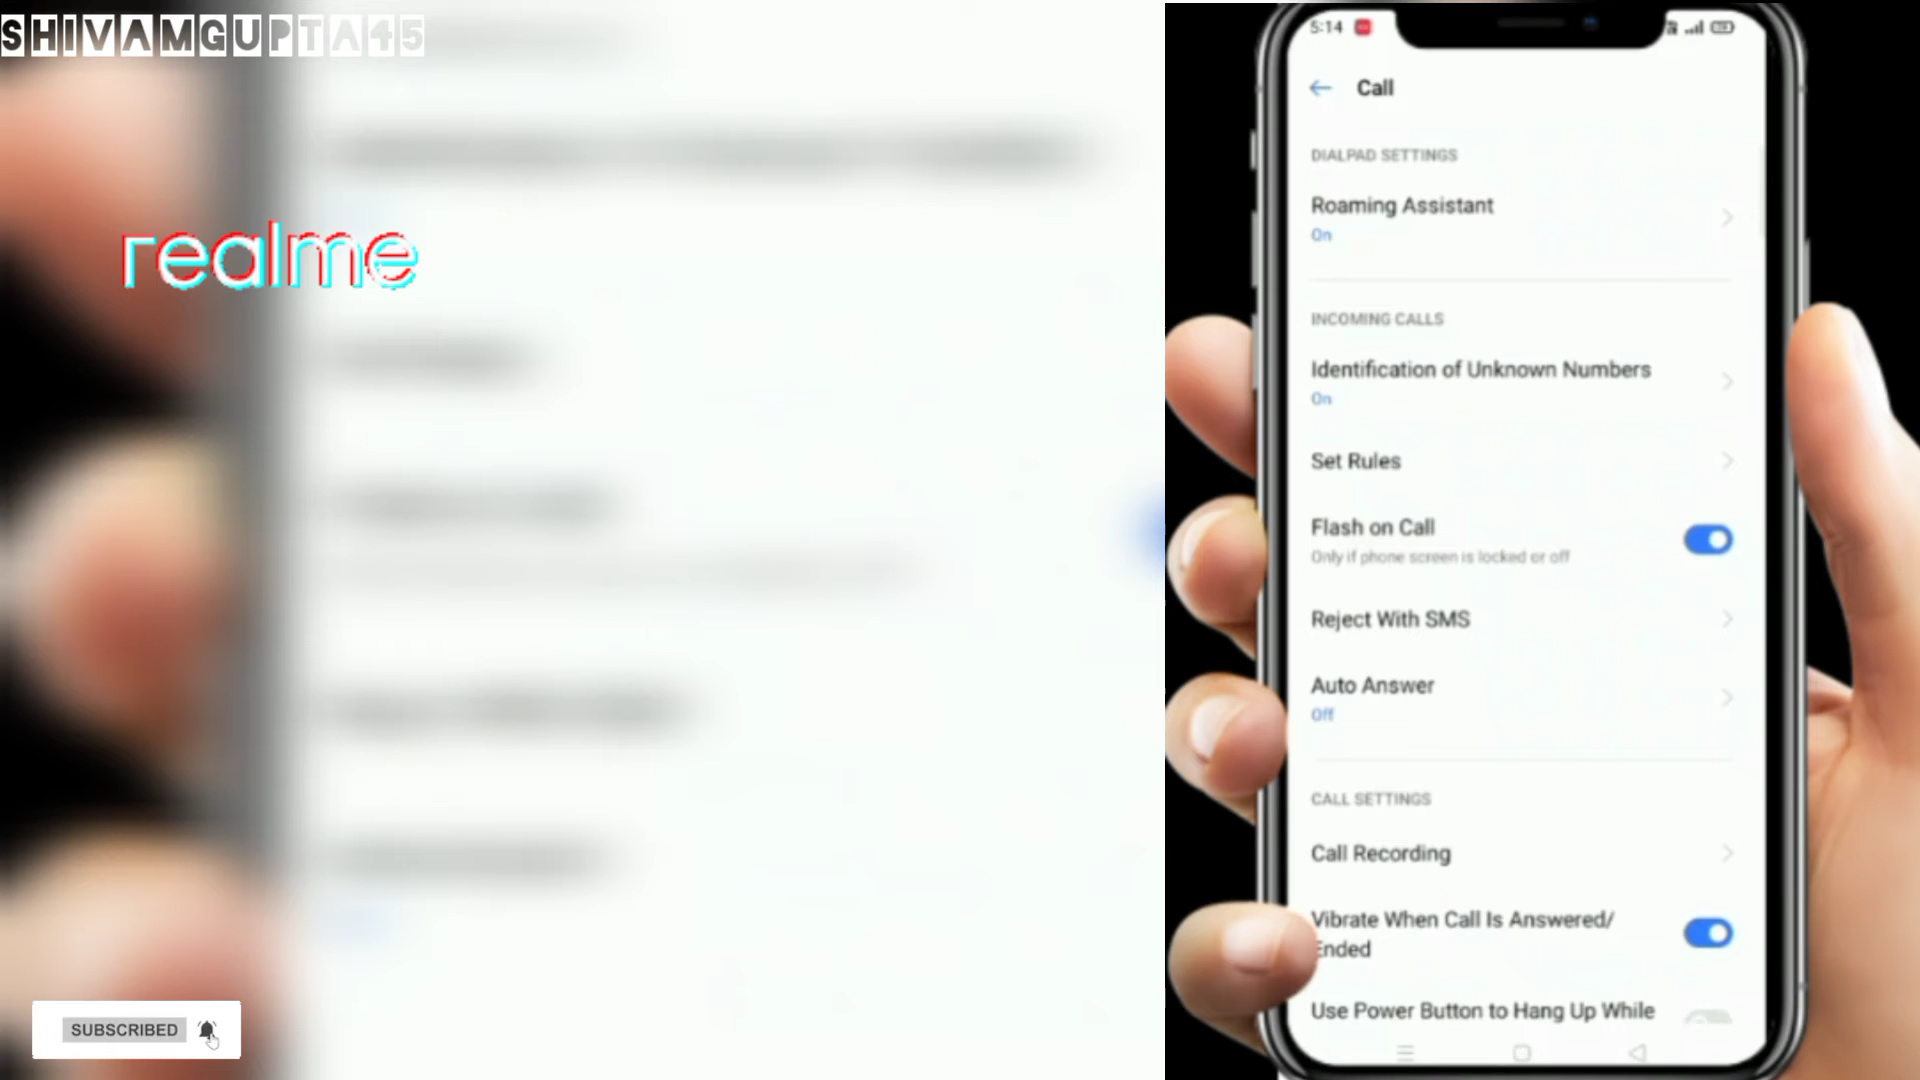 SHIVAMGUPTA45
realme
SUBSCRIBED
5:14
Call
DIALPAD SETTINGS
Roaming Assistant
On
INCOMING CALLS
Identification of Unknown Numbers
On
Set Rules
Flash on Call
Only if phone screen is locked or off
Reject With SMS
Auto Answer
Off
CALL SETTINGS
Call Recording
Vibrate When Call Is Answered/
Ended
Use Power Button to Hang Up While